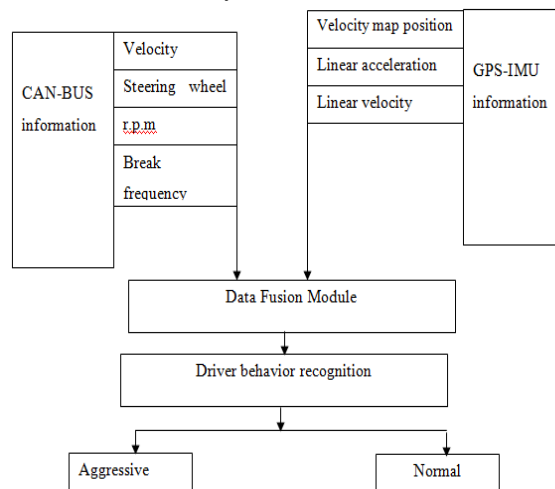 CAN-BUS
information
Velocity
Steering wheel
r.p.m
Break
frequency
Velocity map position
Linear acceleration
Linear velocity
GPS-IMU
information
Data Fusion Module
Driver behavior recognition
Aggressive
Normal